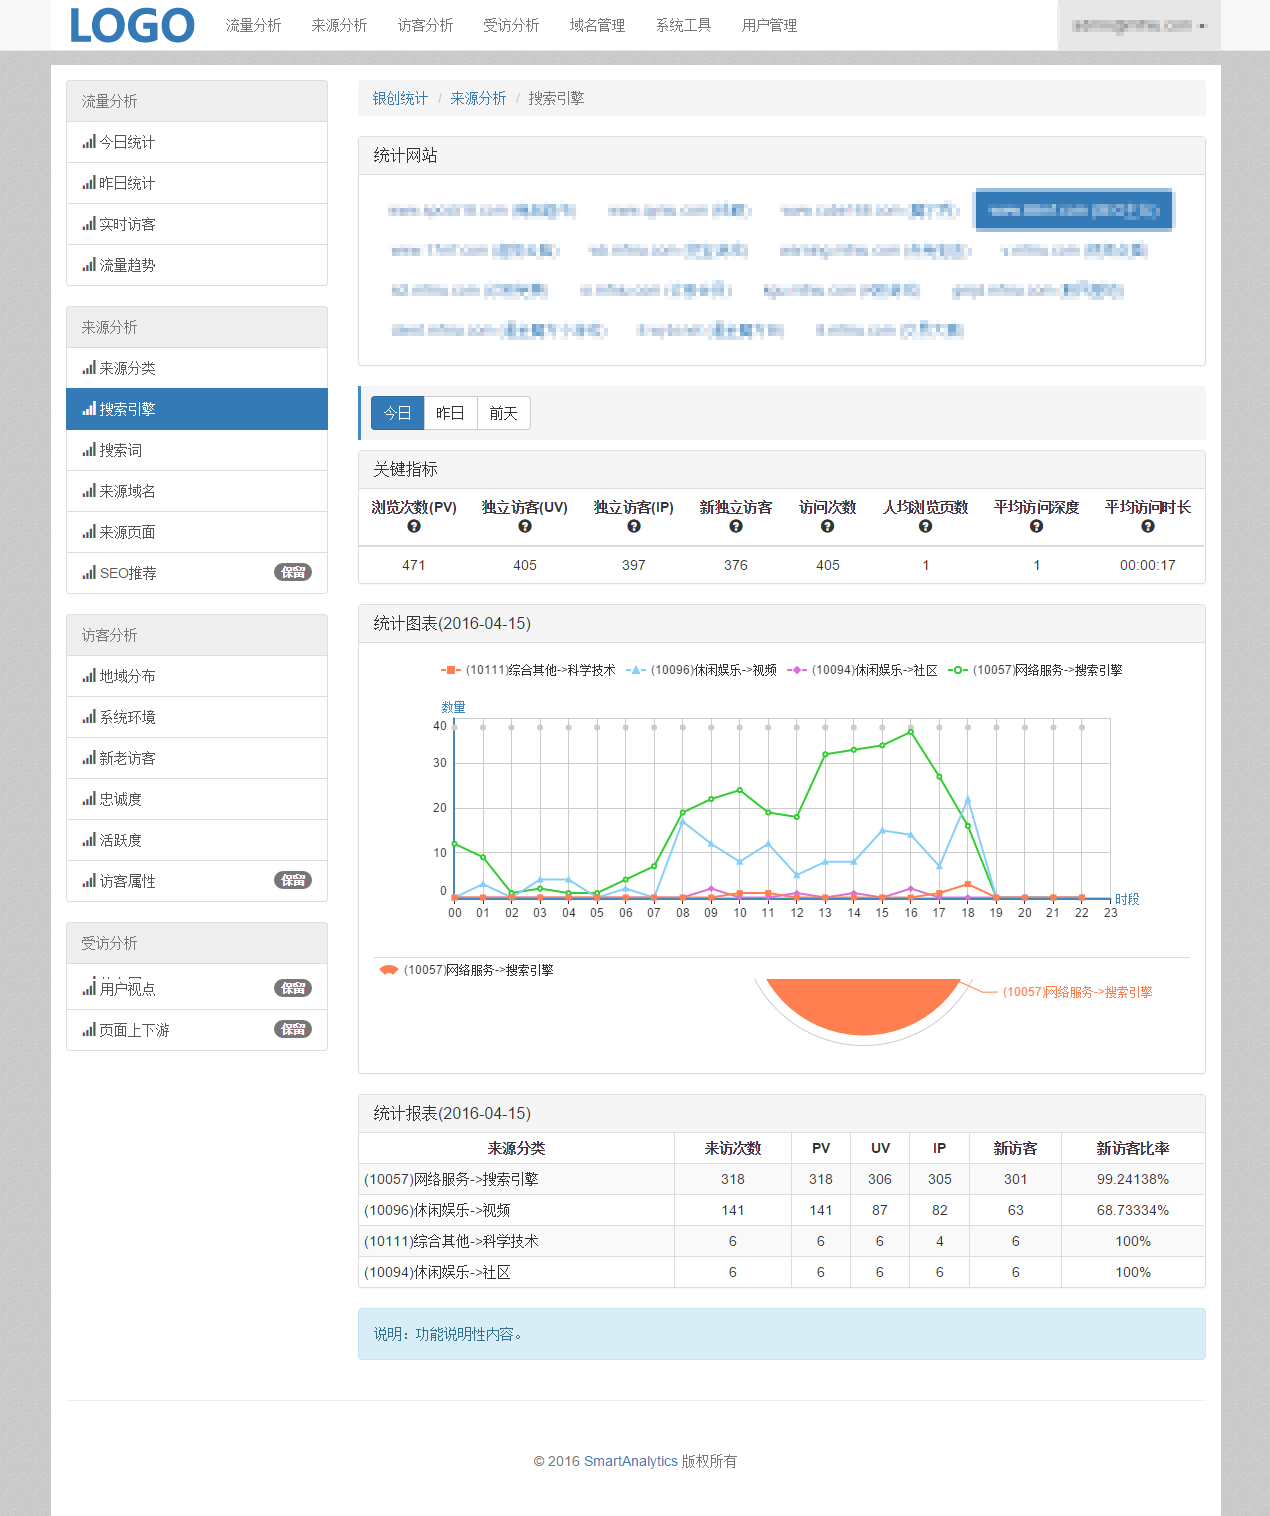 LOGO 流量分析 来源分析 访客分析 受访分析 域名管理 系统工具 用户管理
流量分析
今日统计
昨日统计
实时访客
流量趋势
来源分析
来源分类
搜索引擎
搜索词
来源域名
来源页面
SEO推荐 保留
访客分析
地域分布
系统环境
新老访客
忠诚度
活跃度
访客属性 保留
受访分析
用户视点 保留
页面上下游 保留
银创统计 / 来源分析 / 搜索引擎
统计网站
今日 昨日 前天
关键指标
浏览次数(PV) 独立访客(UV) 独立访客(IP) 新独立访客 访问次数 人均浏览页数 平均访问深度 平均访问时长
471 405 397 376 405 1 1 00:00:17
统计图表(2016-04-15)
(10111)综合其他->科学技术 (10096)休闲娱乐->视频 (10094)休闲娱乐->社区 (10057)网络服务->搜索引擎
数量
40
30
20
10
0
00 01 02 03 04 05 06 07 08 09 10 11 12 13 14 15 16 17 18 19 20 21 22 23
时段
(10057)网络服务->搜索引擎
(10057)网络服务->搜索引擎
统计报表(2016-04-15)
来源分类 来访次数 PV UV IP 新访客 新访客比率
(10057)网络服务->搜索引擎 318 318 306 305 301 99.24138%
(10096)休闲娱乐->视频 141 141 87 82 63 68.73334%
(10111)综合其他->科学技术 6 6 6 4 6 100%
(10094)休闲娱乐->社区 6 6 6 6 6 100%
说明：功能说明性内容。
© 2016 SmartAnalytics 版权所有